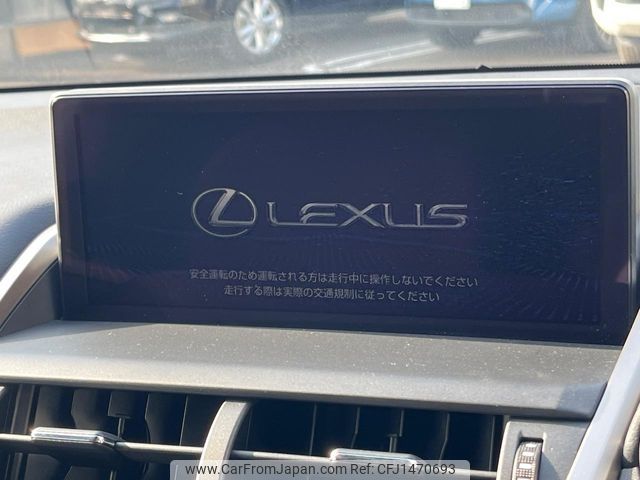 LEXUS
安全運転のため運転される方は走行中に操作しないでください
走行する際は実際の交通規制に従ってください
www.CarFromJapan.com - Ref No: CFJ1470693